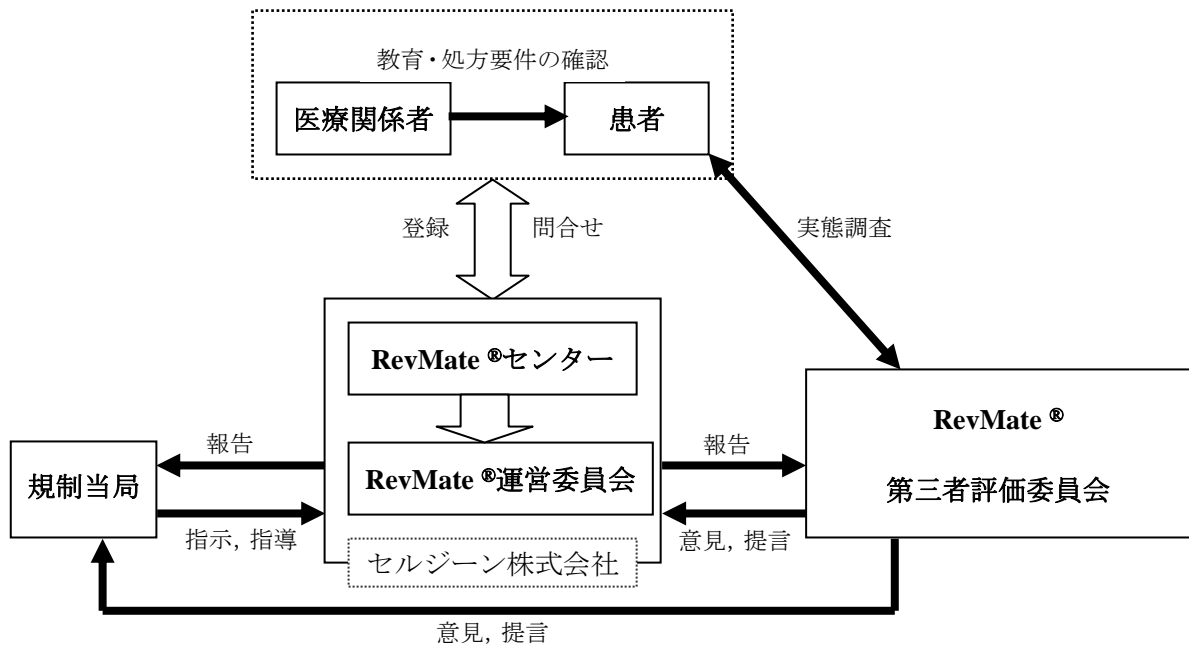 教育・処方要件の確認
医療関係者
患者
登録
問合せ
実態調査
RevMate ®センター
RevMate ®
第三者評価委員会
報告
報告
規制当局
RevMate ®運営委員会
指示, 指導
意見, 提言
セルジーン株式会社
意見, 提言